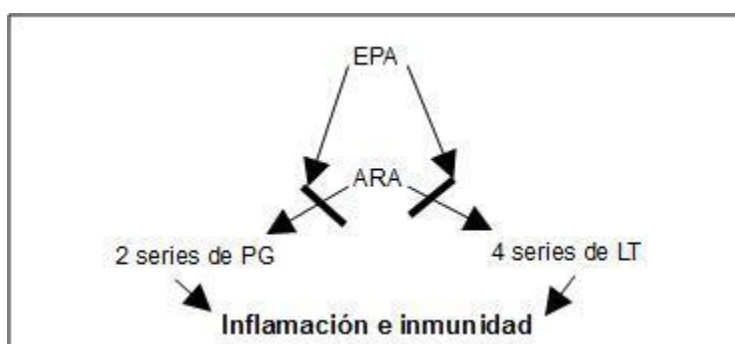 EPA
ARA
2 series de PG
4 series de LT
Inflamación e inmunidad